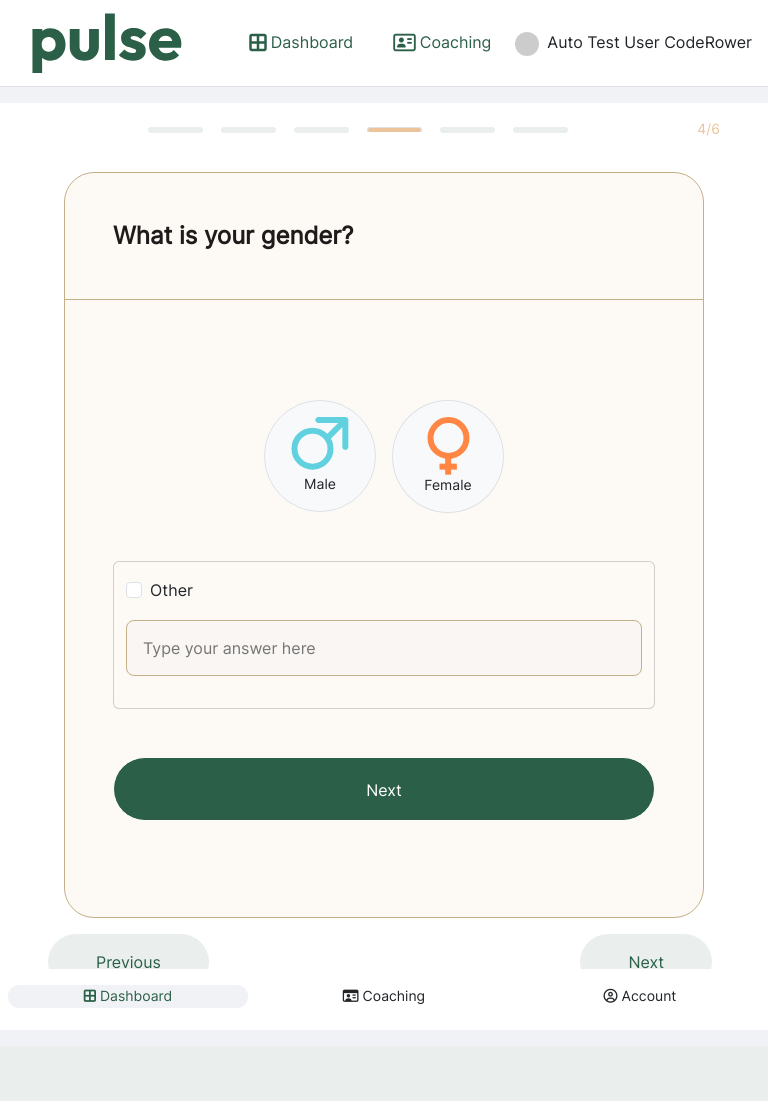 pulse
Dashboard
Coaching
Auto Test User CodeRower
4/6
What is your gender?
Male
Female
Other
Type your answer here
Next
Previous
Next
Dashboard
Coaching
Account